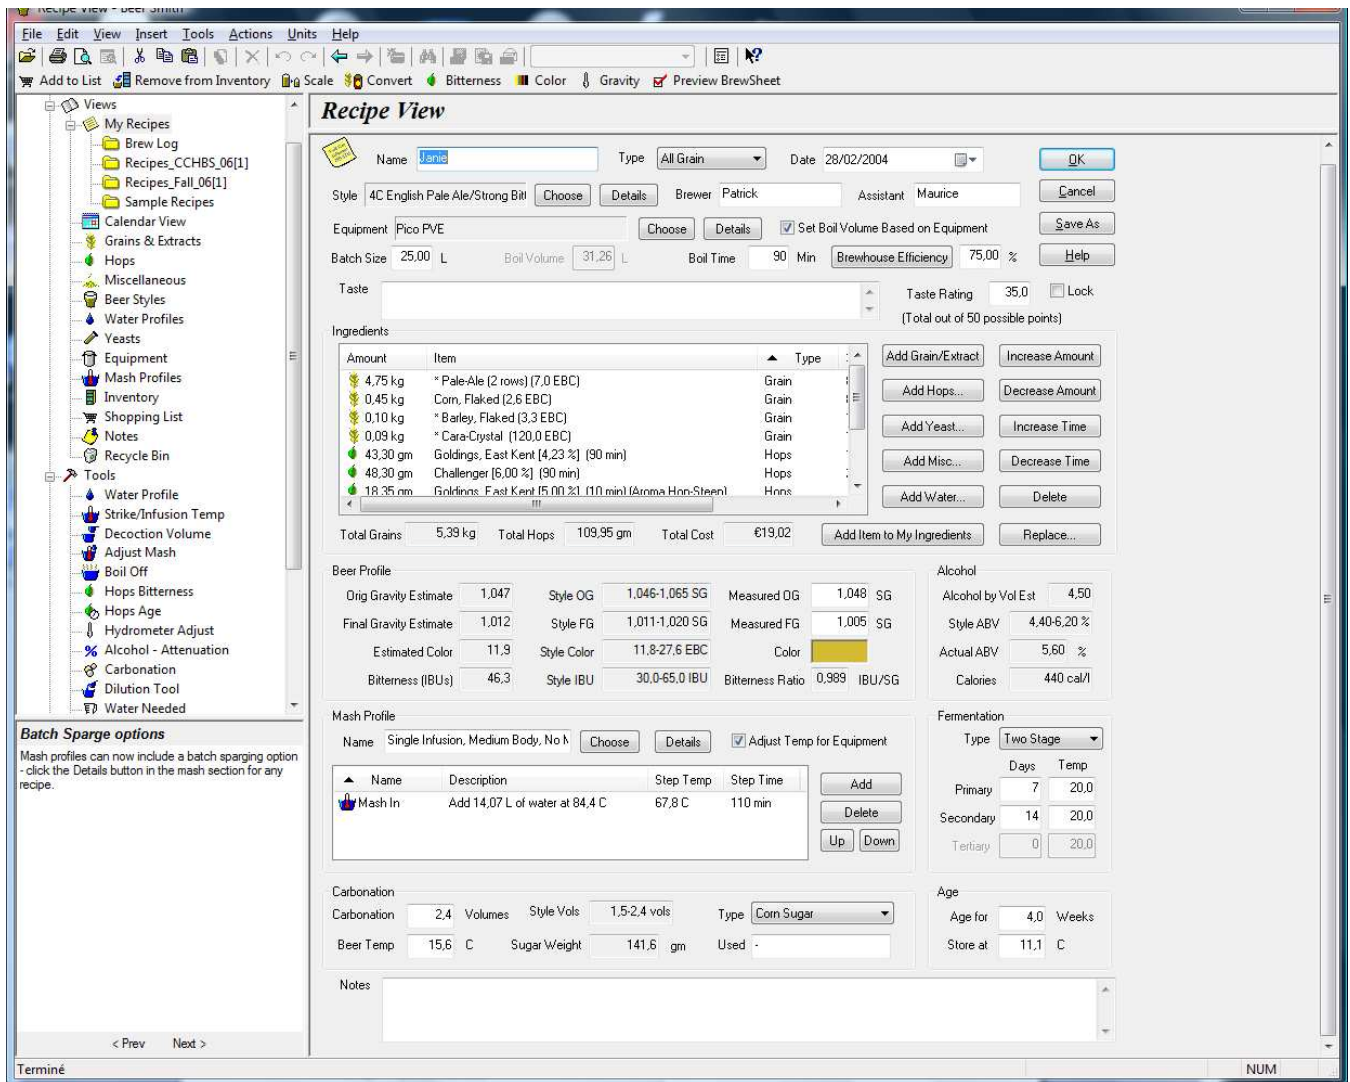 Recipe View - Beer Smith
File Edit View Insert Tools Actions Units Help
Add to List Remove from Inventory Scale Convert Bitterness Color Gravity Preview BrewSheet
Views
My Recipes
Brew Log
Recipes_CCHBS_06[1]
Recipes_Fall_06[1]
Sample Recipes
Calendar View
Grains & Extracts
Hops
Miscellaneous
Beer Styles
Water Profiles
Yeasts
Equipment
Mash Profiles
Inventory
Shopping List
Notes
Recycle Bin
Tools
Water Profile
Strike/Infusion Temp
Decoction Volume
Adjust Mash
Boil Off
Hops Bitterness
Hops Age
Hydrometer Adjust
Alcohol - Attenuation
Carbonation
Dilution Tool
Water Needed
Batch Sparge options
Mash profiles can now include a batch sparging option
- click the Details button in the mash section for any
recipe.
< Prev Next >
Recipe View
Name Janie Type All Grain Date 28/02/2004 OK
Style 4C English Pale Ale/Strong Bitt Choose Details Brewer Patrick Assistant Maurice Cancel
Equipment Pico PVE Choose Details Set Boil Volume Based on Equipment Save As
Batch Size 25,00 L Boil Volume 31,26 L Boil Time 90 Min Brewhouse Efficiency 75,00 % Help
Taste Taste Rating 35,0 Lock
(Total out of 50 possible points)
Ingredients
Amount Item Type
4,75 kg * Pale-Ale (2 rows) (7,0 EBC) Grain
0,45 kg Corn, Flaked (2,6 EBC) Grain
0,10 kg * Barley, Flaked (3,3 EBC) Grain
0,09 kg * Cara-Crystal (120,0 EBC) Grain
43,30 gm Goldings, East Kent [4,23 %] (90 min) Hops
48,30 gm Challenger [6,00 %] (90 min) Hops
18,35 gm Goldings, East Kent [5,00 %] (10 min) (Aroma Hop-Steep) Hops
Add Grain/Extract Increase Amount
Add Hops... Decrease Amount
Add Yeast... Increase Time
Add Misc... Decrease Time
Add Water... Delete
Total Grains 5,39 kg Total Hops 109,95 gm Total Cost €19,02 Add Item to My Ingredients Replace...
Beer Profile
Orig Gravity Estimate 1,047 Style OG 1,046-1,065 SG Measured OG 1,048 SG
Final Gravity Estimate 1,012 Style FG 1,011-1,020 SG Measured FG 1,005 SG
Estimated Color 11,9 Style Color 11,8-27,6 EBC Color
Bitterness (IBUs) 46,3 Style IBU 30,0-65,0 IBU Bitterness Ratio 0,989 IBU/SG
Alcohol
Alcohol by Vol Est 4,50
Style ABV 4,40-6,20 %
Actual ABV 5,60 %
Calories 440 cal/l
Mash Profile
Name Single Infusion, Medium Body, No M Choose Details Adjust Temp for Equipment
Name Description Step Temp Step Time
Mash In Add 14,07 L of water at 84,4 C 67,8 C 110 min
Add
Delete
Up Down
Fermentation
Type Two Stage
Days Temp
Primary 7 20,0
Secondary 14 20,0
Tertiary 0 20,0
Carbonation
Carbonation 2,4 Volumes Style Vols 1,5-2,4 vols Type Corn Sugar
Beer Temp 15,6 C Sugar Weight 141,6 gm Used -
Age
Age for 4,0 Weeks
Store at 11,1 C
Notes
Terminé NUM